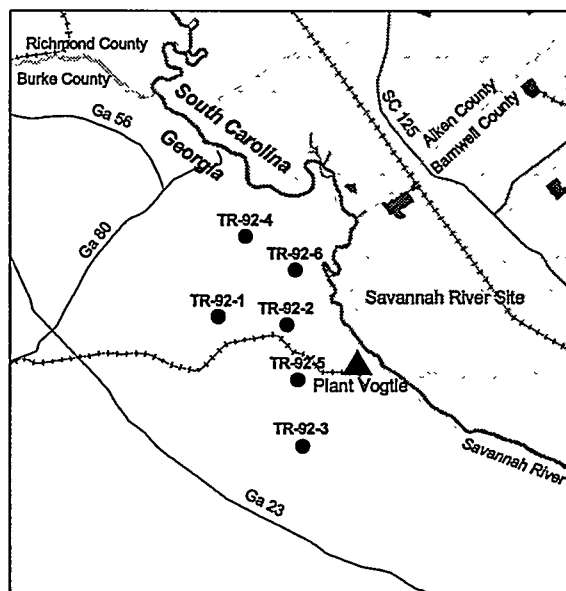 Richmond County
Burke County
South Carolina
Georgia
Ga 56
SC 125
Aiken County
Barnwell County
Ga 80
TR-92-4
TR-92-6
Savannah River Site
TR-92-1
TR-92-2
TR-92-5
Plant Vogtle
TR-92-3
Savannah River
Ga 23